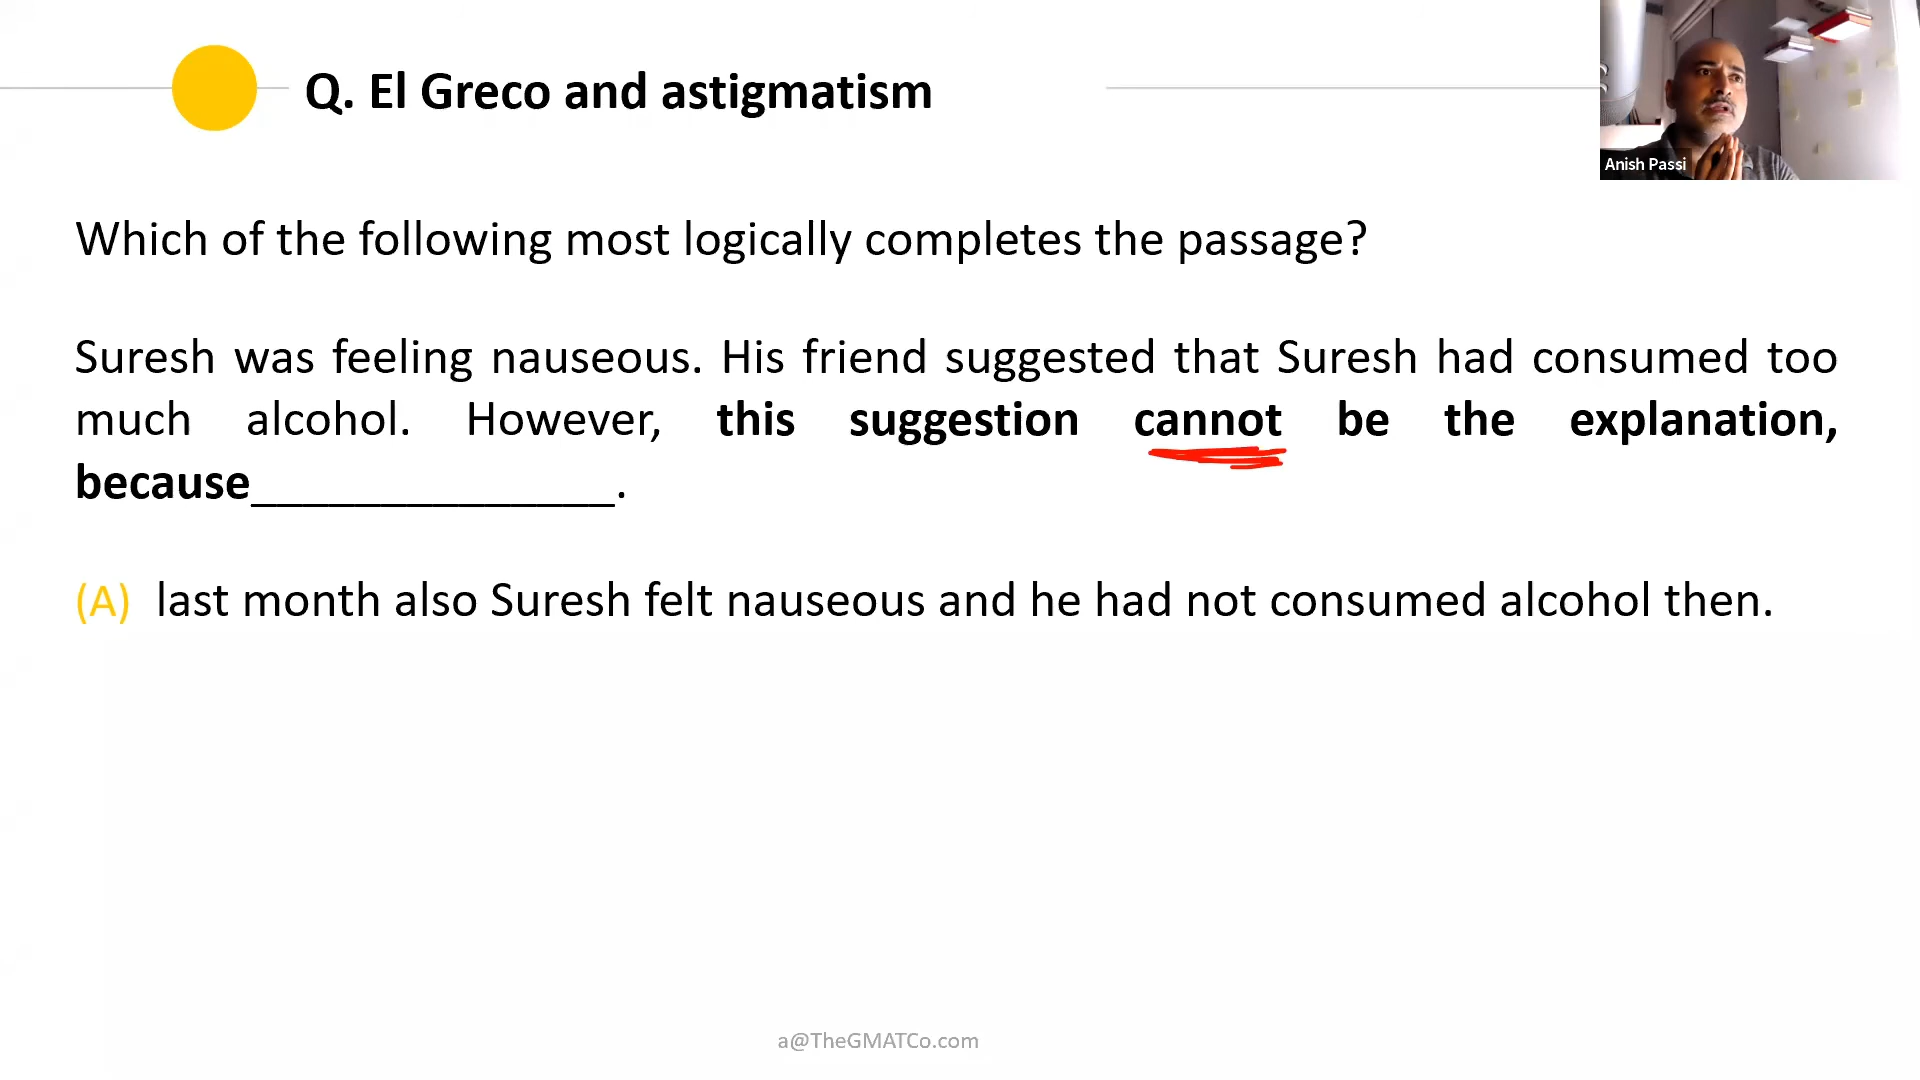 Q. El Greco and astigmatism
Anish Passi
Which of the following most logically completes the passage?
Suresh was feeling nauseous. His friend suggested that Suresh had consumed too
much alcohol. However, this suggestion cannot be the explanation,
because______________.
(A) last month also Suresh felt nauseous and he had not consumed alcohol then.
a@TheGMATCo.com